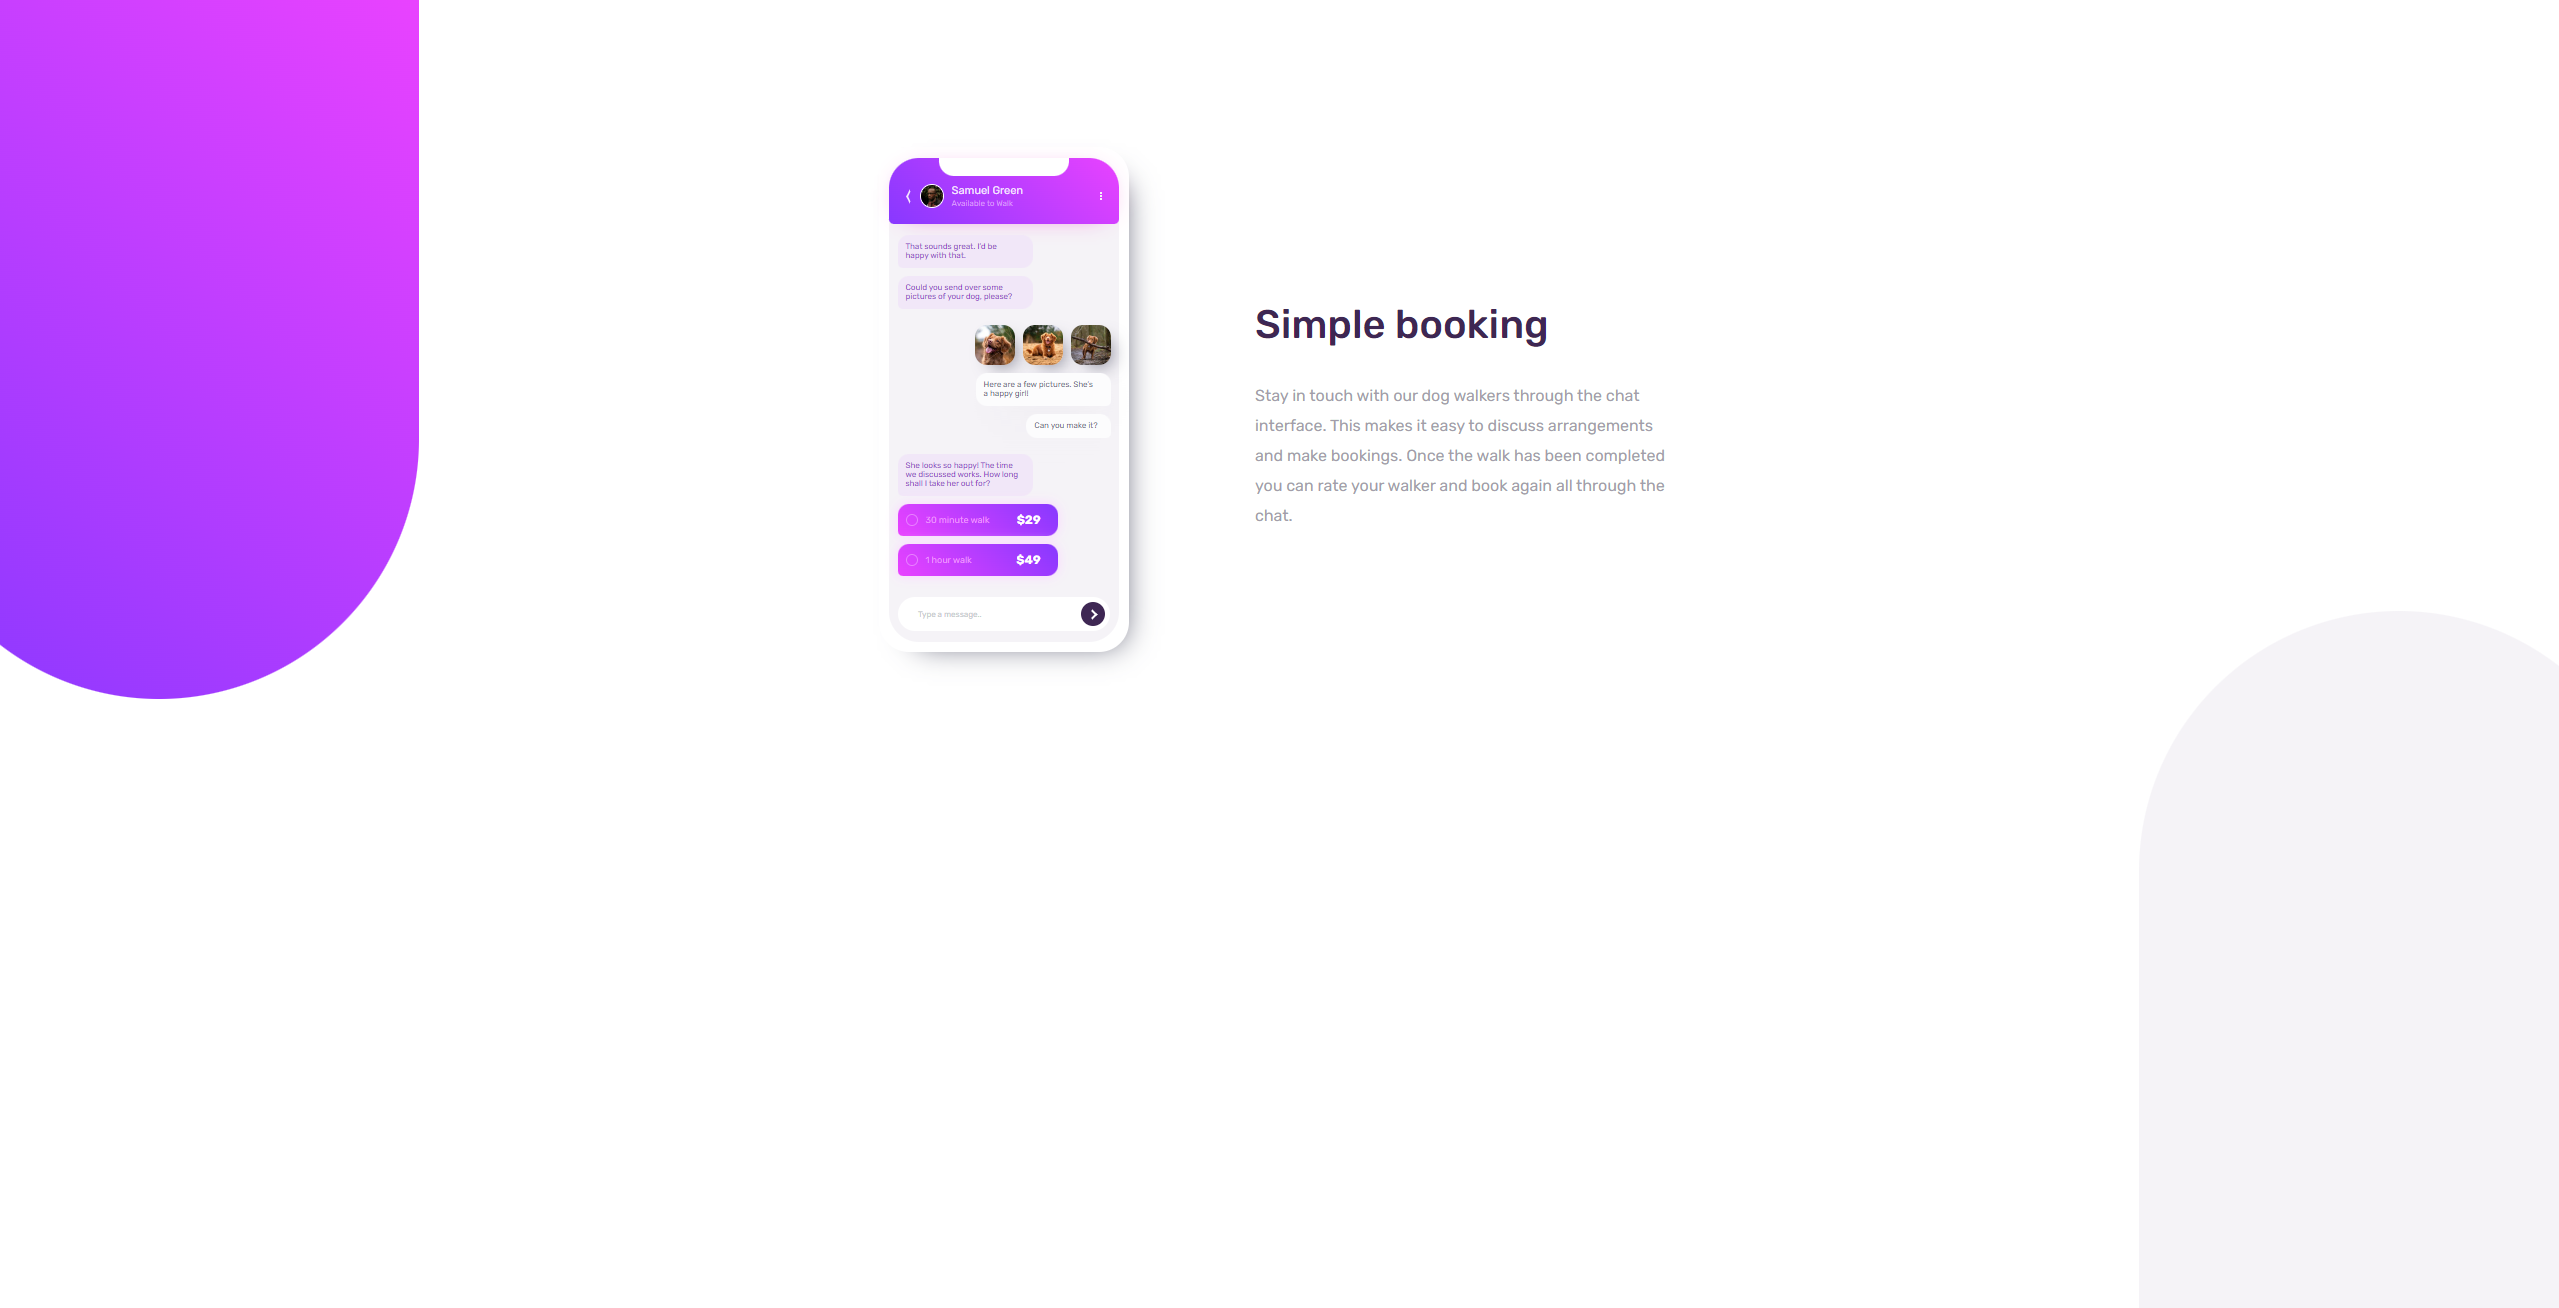 Samuel Green
Available to Walk
That sounds great. I'd be
happy with that.
Could you send over some
pictures of your dog, please?
Here are a few pictures. She's
a happy girl!
Can you make it?
She looks so happy! The time
we discussed works. How long
shall I take her out for?
30 minute walk $29
1 hour walk $49
Type a message..
Simple booking
Stay in touch with our dog walkers through the chat
interface. This makes it easy to discuss arrangements
and make bookings. Once the walk has been completed
you can rate your walker and book again all through the
chat.